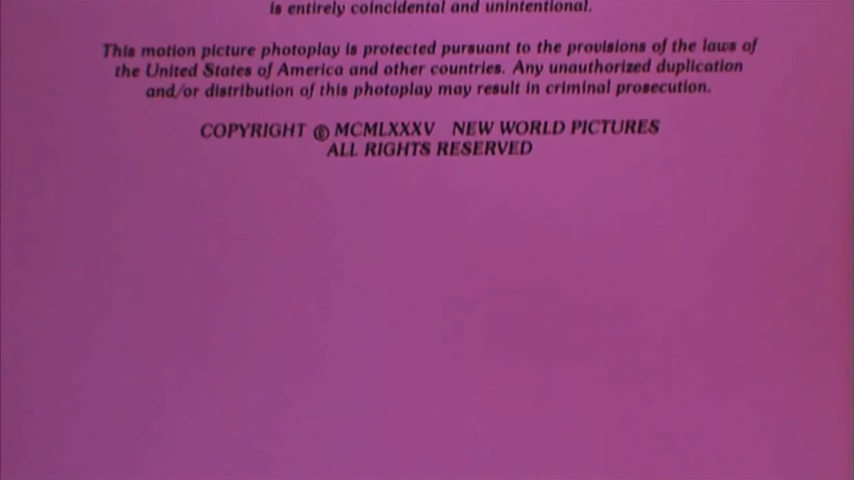 is entirely coincidental and unintentional.
This motion picture photoplay is protected pursuant to the provisions of the laws of
the United States of America and other countries. Any unauthorized duplication
and/or distribution of this photoplay may result in criminal prosecution.
COPYRIGHT © MCMLXXXV NEW WORLD PICTURES
ALL RIGHTS RESERVED